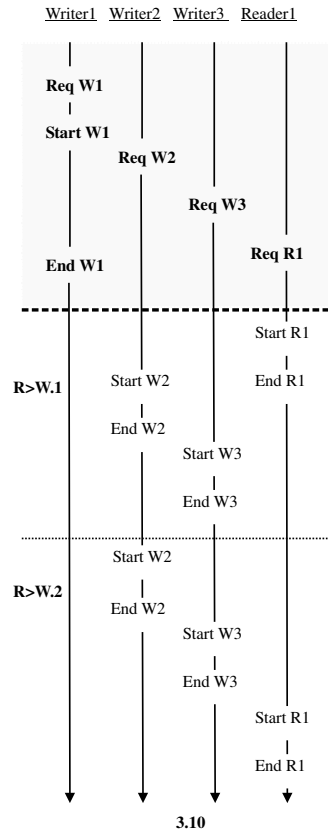 Writer1 Writer2 Writer3 Reader1
Req W1
Start W1
Req W2
Req W3
Req R1
End W1
Start R1
Start W2 End R1
R>W.1
End W2
Start W3
End W3
Start W2
R>W.2
End W2
Start W3
End W3
Start R1
End R1
3.10